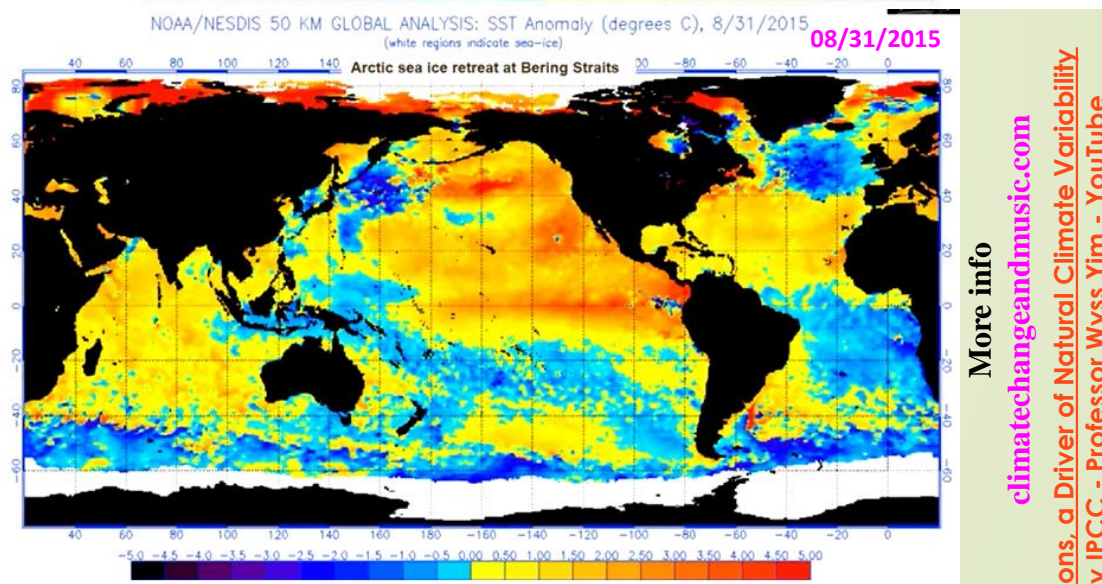 NOAA/NESDIS 50 KM GLOBAL ANALYSIS: SST Anomaly (degrees C), 8/31/2015
(white regions indicate sea-ice)
08/31/2015
40 60 80 100
Arctic sea ice retreat at Bering Straits
-80 -60 -40 -20
80
60
40
20
0
-20
-40
-60
80
60
40
20
0
-20
-40
-60
40 60 80 100 120 140 160 180 -160 -140 -120 -100 -80 -60 -40 -20
-5.0 -4.5 -4.0 -3.5 -3.0 -2.5 -2.0 -1.5 -1.0 -0.5 0.00 0.50 1.00 1.50 2.00 2.50 3.00 3.50 4.00 4.50 5.00
More info
climatechangeandmusic.com
a Driver of Natural Climate Variability
IPCC. - Professor Wyss Yim - YouTube